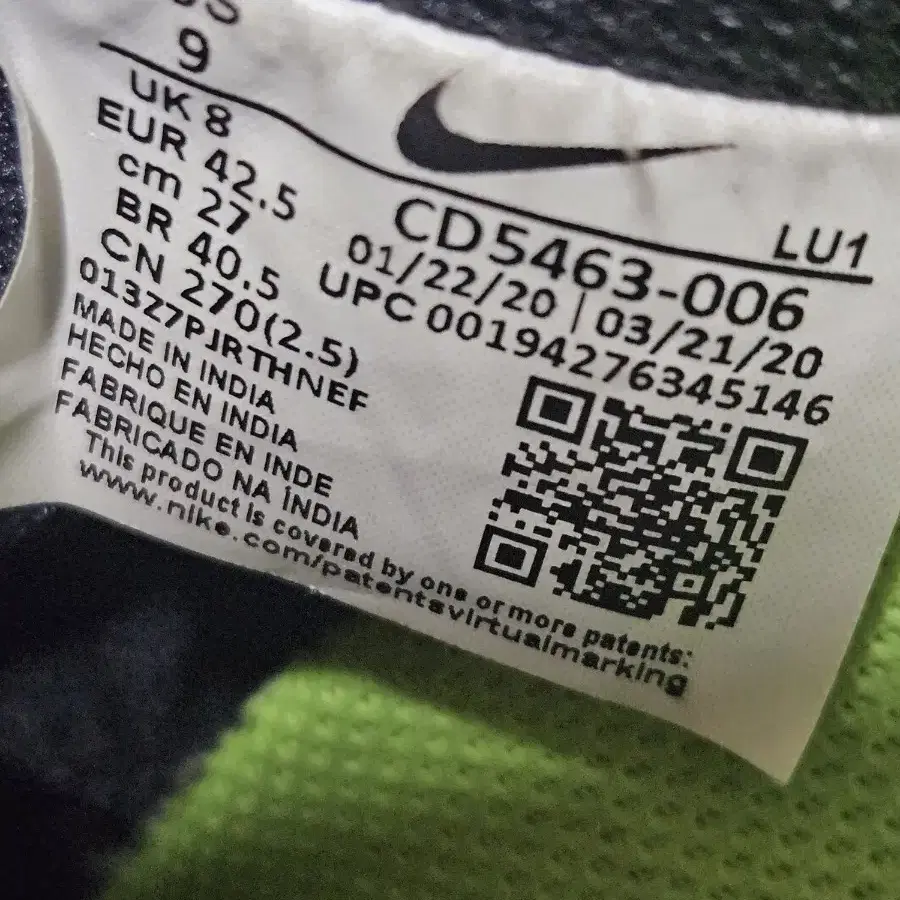 US
9
UK 8
EUR 42.5
cm 27
BR 40.5
CN 270(2.5)
013Z7PJRTHNEF
MADE IN INDIA
HECHO EN INDIA
FABRIQUE EN INDE
FABRICADO NA ÍNDIA
This product is covered by one or more patents:
www.nike.com/patentsvirtualmarking
LU1
CD5463-006
01/22/20 | 03/21/20
UPC 00194276345146